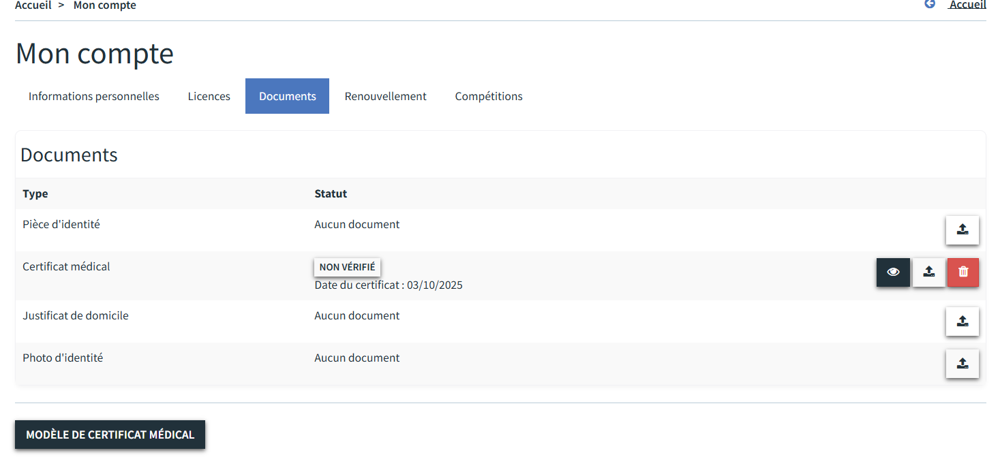 Accueil > Mon compte
Accueil
Mon compte
Informations personnelles Licences Documents Renouvellement Compétitions
Documents
Type Statut
Pièce d'identité Aucun document
Certificat médical NON VÉRIFIÉ
Date du certificat : 03/10/2025
Justificat de domicile Aucun document
Photo d'identité Aucun document
MODÈLE DE CERTIFICAT MÉDICAL